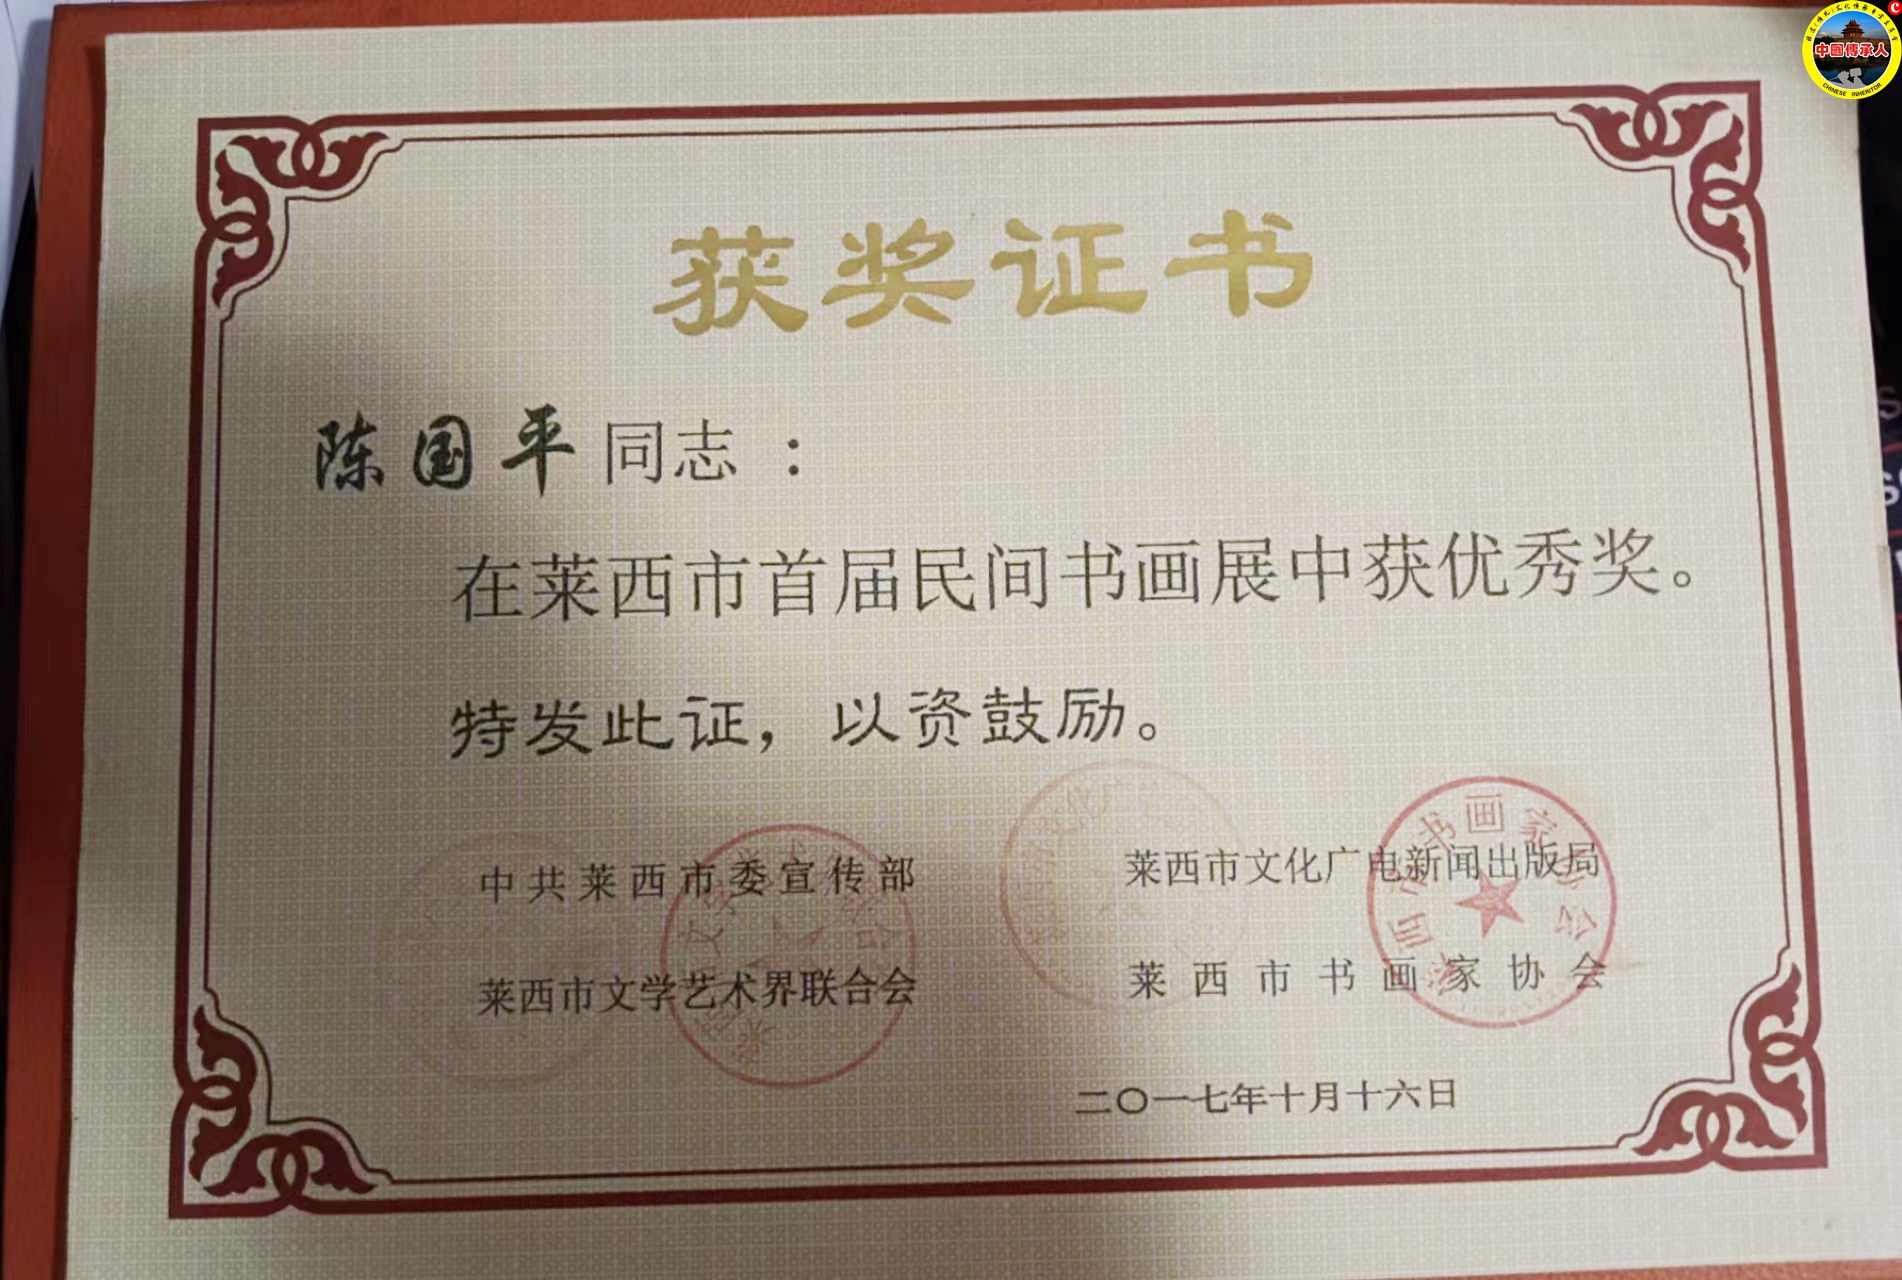 中國傳承人
CHINESE INHERITOR
获奖证书
陈国平同志：
在莱西市首届民间书画展中获优秀奖。
特发此证，以资鼓励。
中共莱西市委宣传部
莱西市文化广电新闻出版局
莱西市文学艺术界联合会
莱西市书画家协会
二〇一七年十月十六日